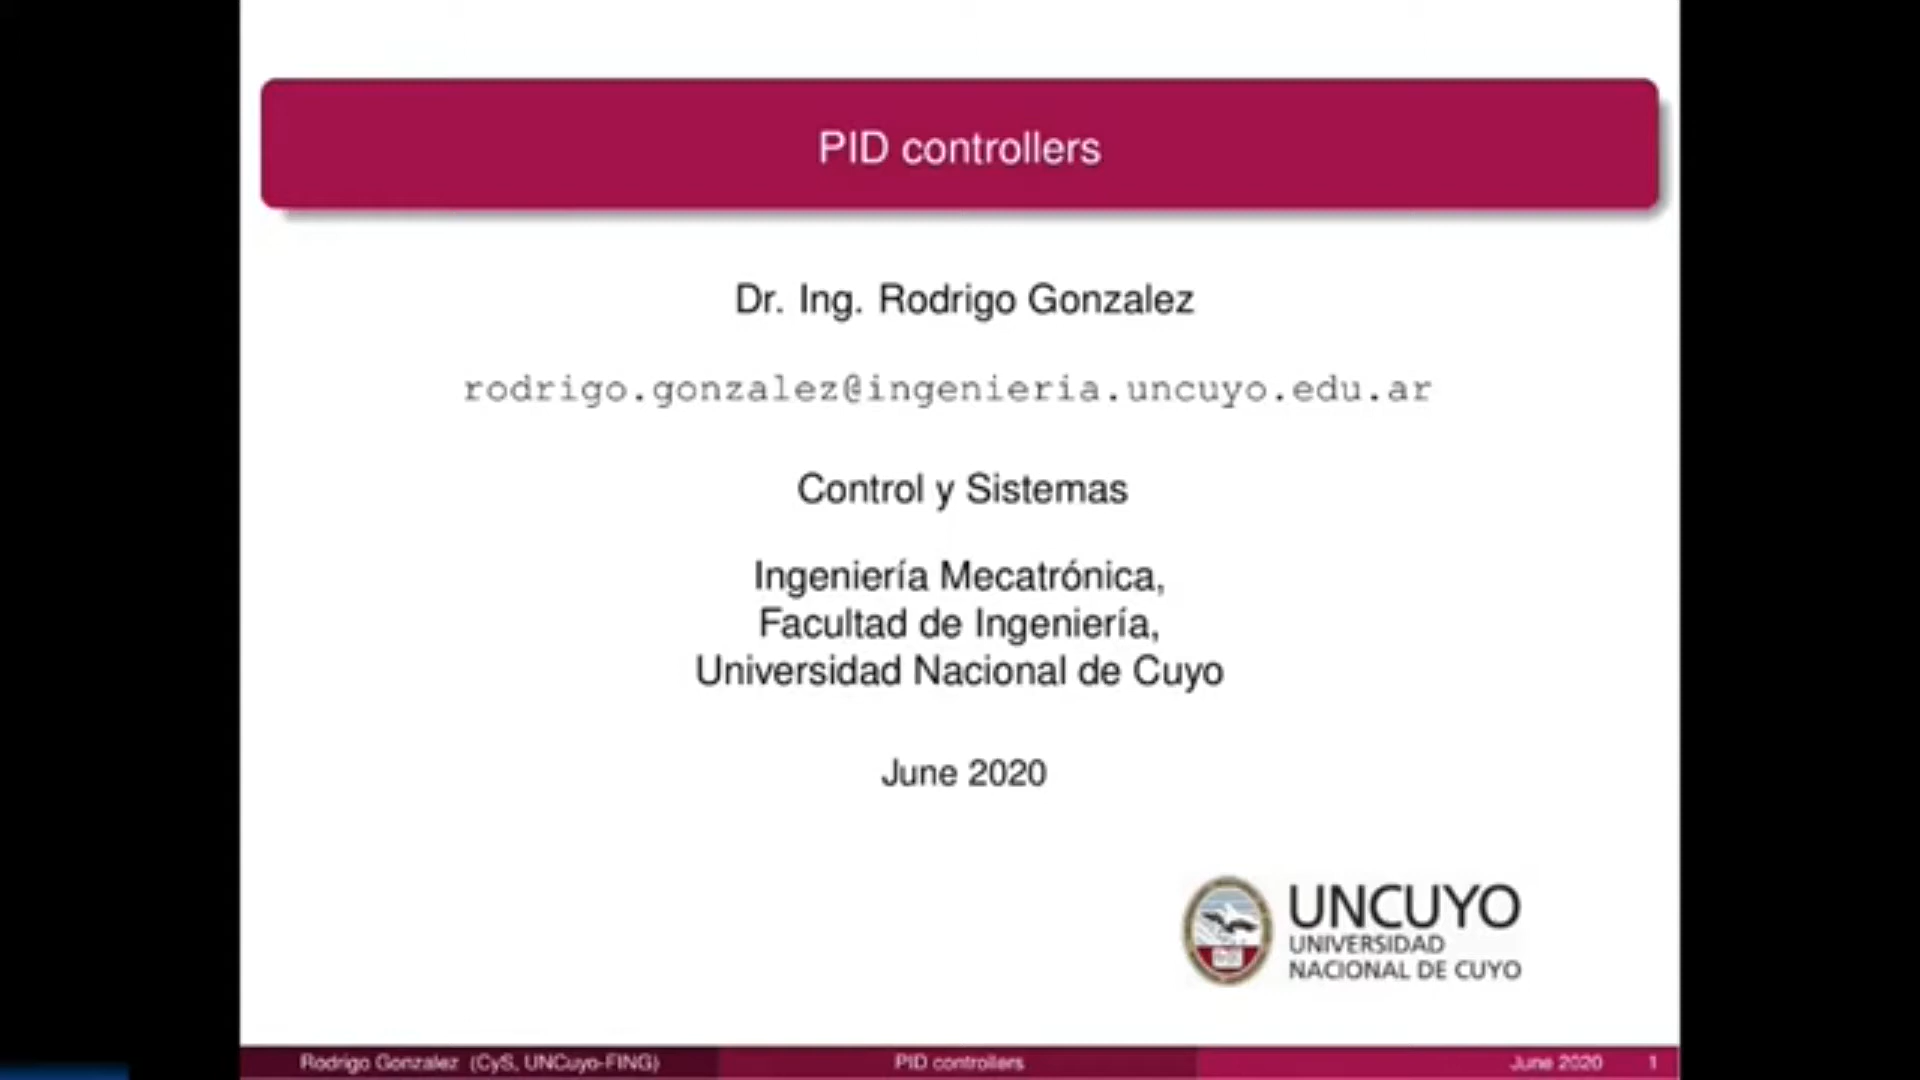 PID controllers
Dr. Ing. Rodrigo Gonzalez
rodrigo.gonzalez@ingenieria.uncuyo.edu.ar
Control y Sistemas
Ingeniería Mecatrónica,
Facultad de Ingeniería,
Universidad Nacional de Cuyo
June 2020
UNCUYO
UNIVERSIDAD
NACIONAL DE CUYO
Rodrigo Gonzalez (CyS, UNCuyo-FING) PID controllers June 2020 1